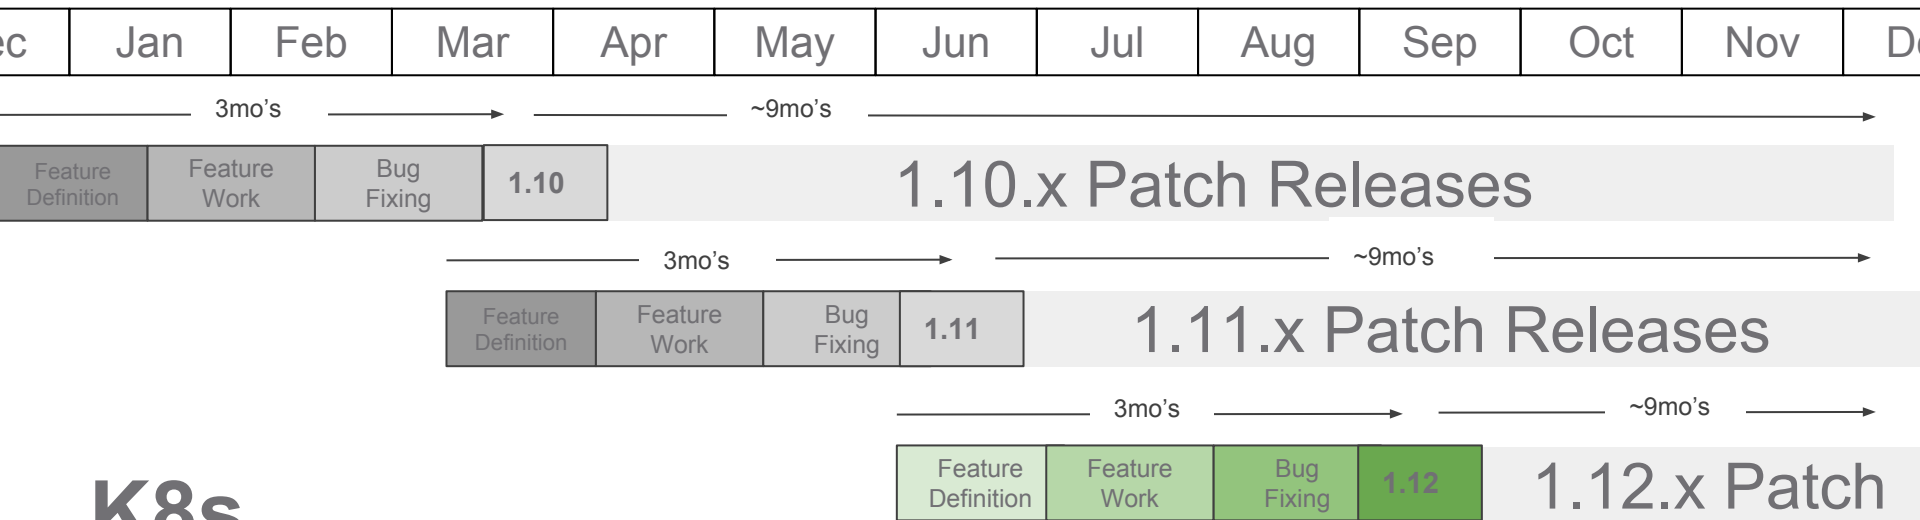 ec Jan Feb Mar Apr May Jun Jul Aug Sep Oct Nov De
3mo's ~9mo's
Feature Definition
Feature Work
Bug Fixing
1.10
1.10.x Patch Releases
3mo's ~9mo's
Feature Definition
Feature Work
Bug Fixing
1.11
1.11.x Patch Releases
3mo's ~9mo's
Feature Definition
Feature Work
Bug Fixing
1.12
1.12.x Patch
K8s